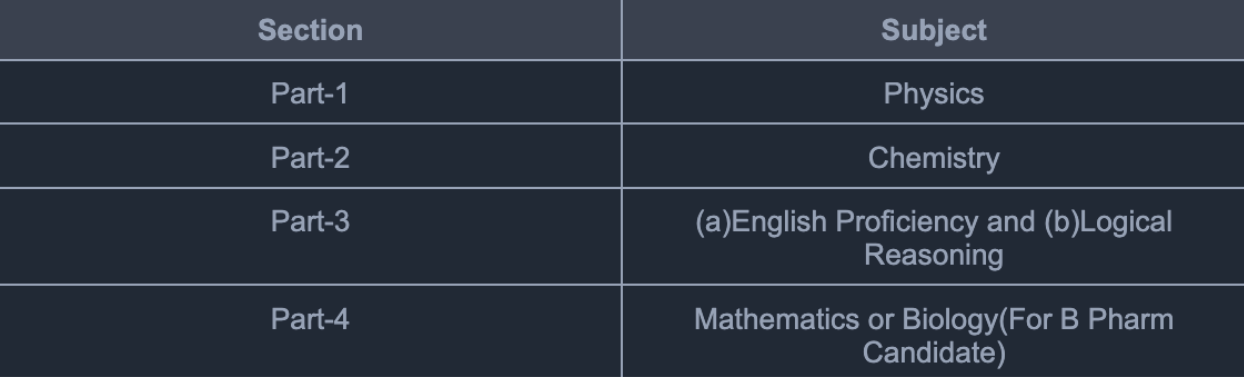 Section Subject
Part-1 Physics
Part-2 Chemistry
Part-3 (a)English Proficiency and (b)Logical
Reasoning
Part-4 Mathematics or Biology(For B Pharm
Candidate)